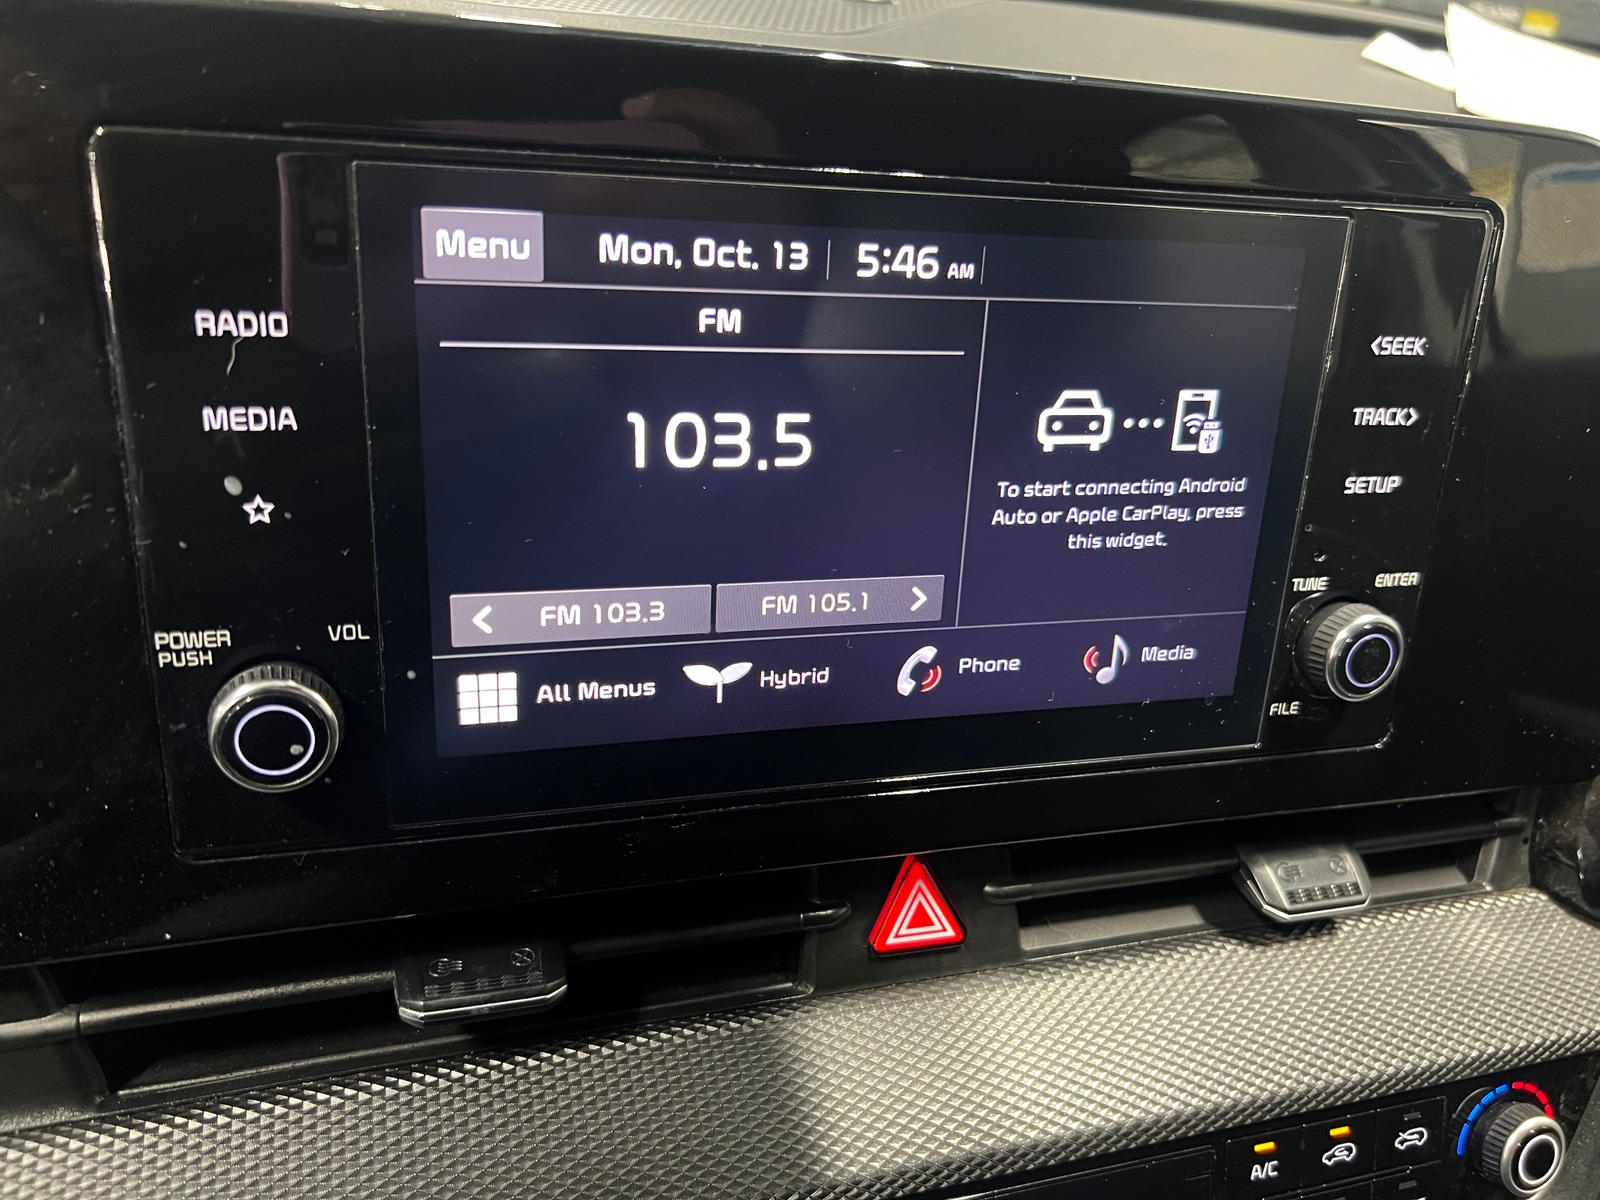 Menu
Mon, Oct. 13
5:46 AM
FM
RADIO
<SEEK
MEDIA
103.5
TRACK>
To start connecting Android
Auto or Apple CarPlay, press
this widget.
SETUP
TUNE
ENTER
< FM 103.3
FM 105.1 >
POWER
PUSH
VOL
All Menus
Hybrid
Phone
Media
FILE
A/C